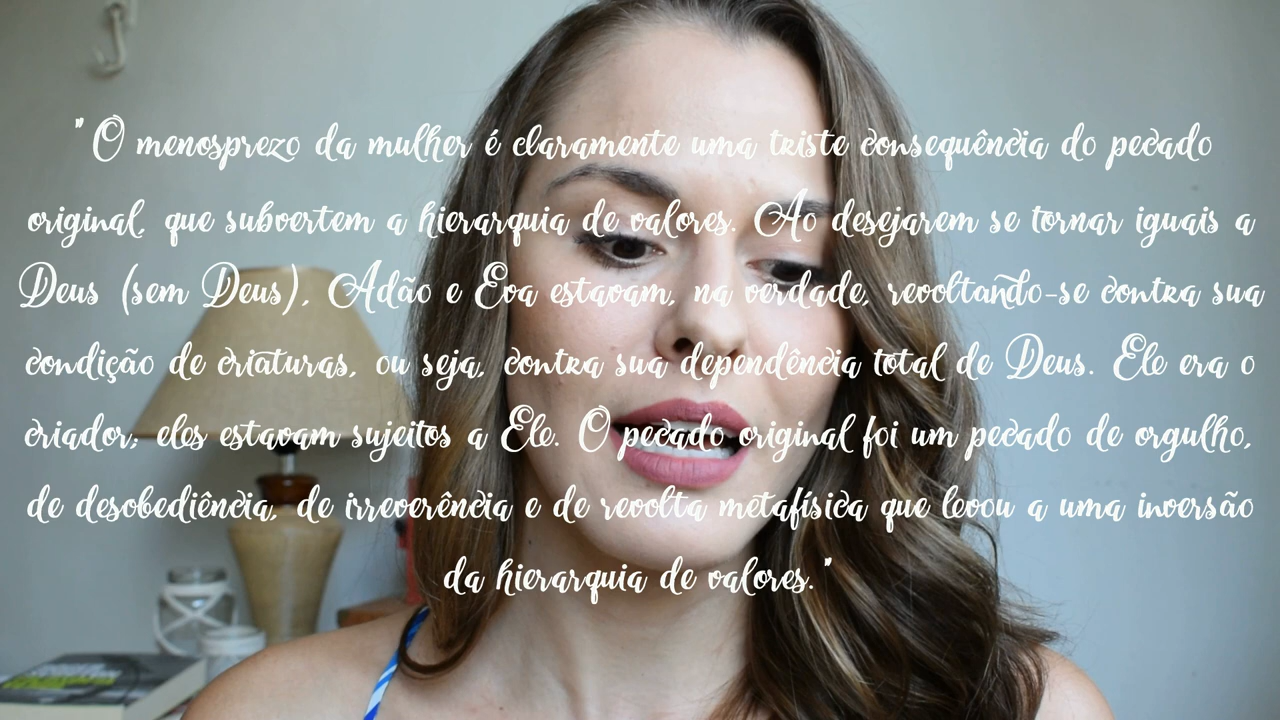 "O menosprezo da mulher é claramente uma triste consequência do pecado
original, que subvertem a hierarquia de valores. Ao desejarem se tornar iguais a
Deus (sem Deus), Adão e Eva estavam, na verdade, revoltando-se contra sua
condição de criaturas, ou seja, contra sua dependência total de Deus. Ele era o
criador; eles estavam sujeitos a Ele. O pecado original foi um pecado de orgulho,
de desobediência, de irreverência e de revolta metafísica que levou a uma inversão
da hierarquia de valores."